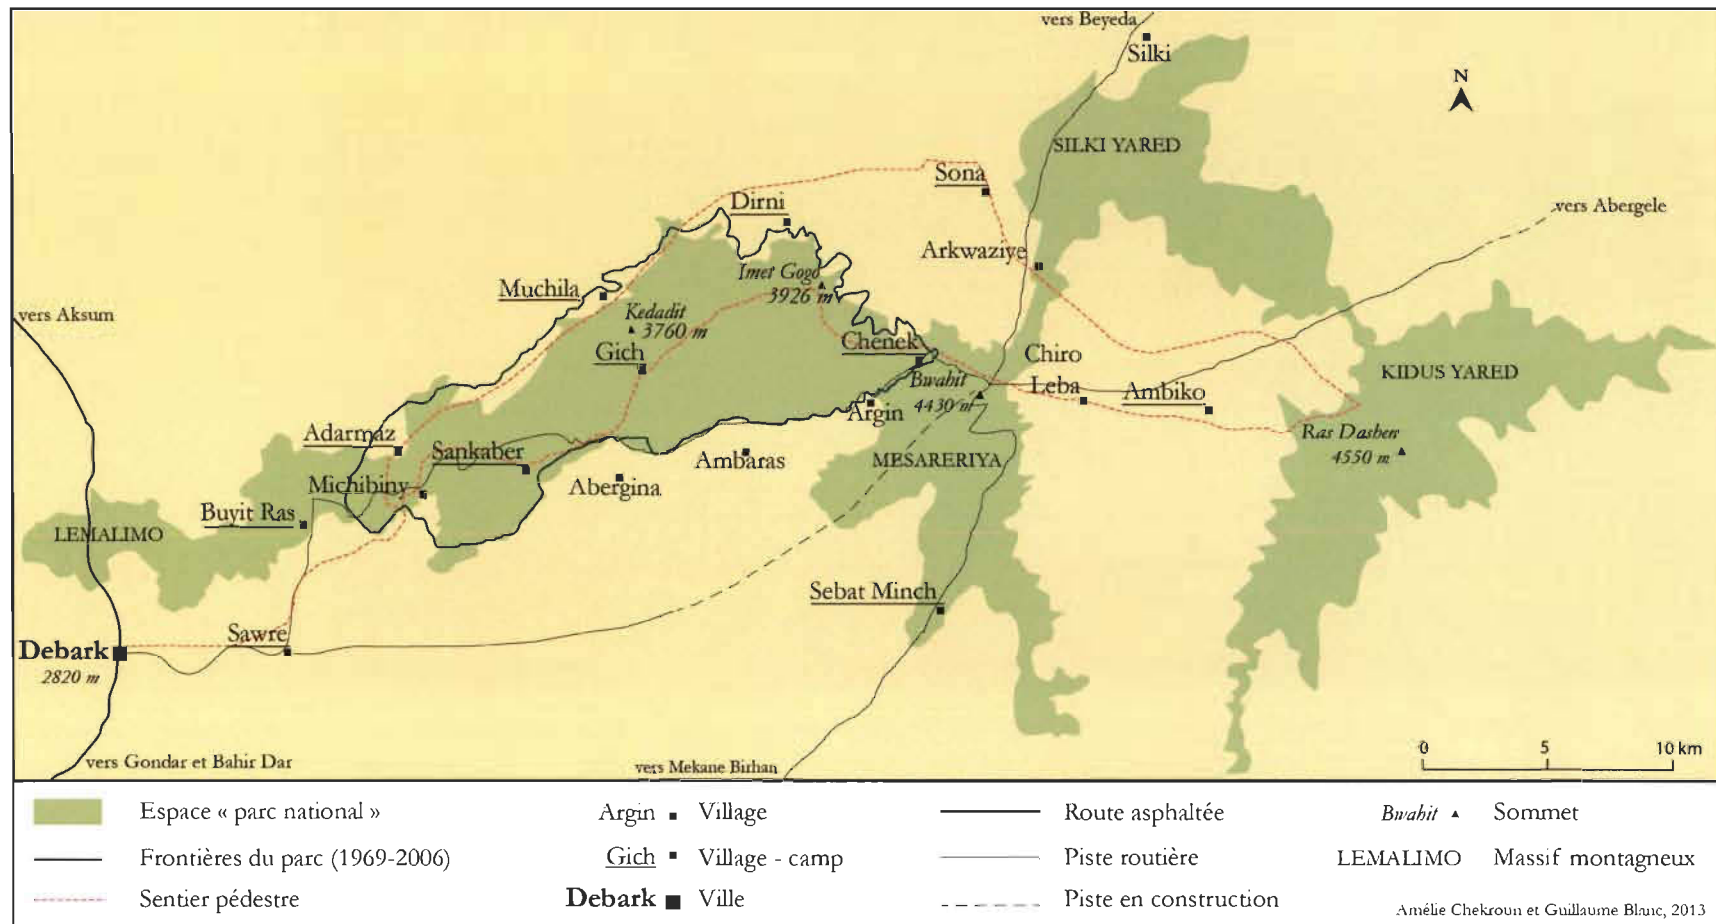 vers Beyeda
Silki
N
SILKI YARED
Sona
Dirni
vers Abergele
Arkwaziye
Imet Gogo
3926 m
Muchila
Kedadit
3760 m
vers Aksum
Gich
Chenek
Chiro
Leba
Bwahit
4430 m
KIDUS YARED
Ambiko
Argin
Adarmaz
Ras Dashen
4550 m
Sankaber
Ambaras
MESARERIYA
Michibiny
Abergina
Buyit Ras
LEMALIMO
Sebat Minch
Sawre
Debark
2820 m
0 5 10 km
vers Gondar et Bahir Dar
vers Mekane Birhan
Espace « parc national »
Argin Village
Route asphaltée
Bwahit Sommet
Frontières du parc (1969-2006)
Gich Village - camp
Piste routière
LEMALIMO Massif montagneux
Sentier pédestre
Debark Ville
Piste en construction
Amélie Chekroun et Guillaume Blanc, 2013